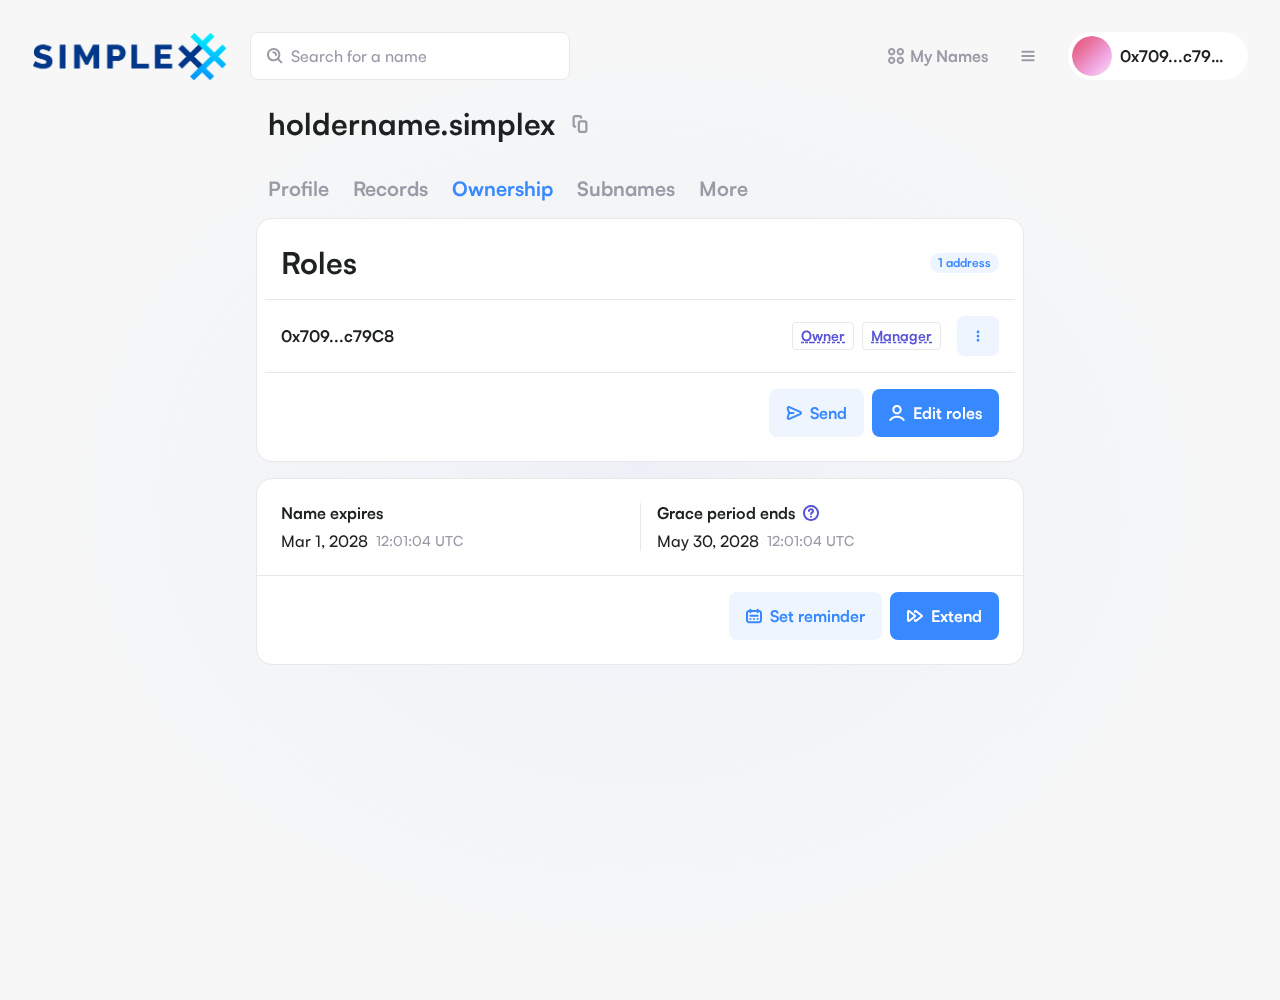 SIMPLEX
Search for a name
My Names
0x709...c79...
holdername.simplex
Profile Records Ownership Subnames More
Roles
1 address
0x709...c79C8
Owner Manager
Send Edit roles
Name expires
Mar 1, 2028 12:01:04 UTC
Grace period ends
May 30, 2028 12:01:04 UTC
Set reminder Extend